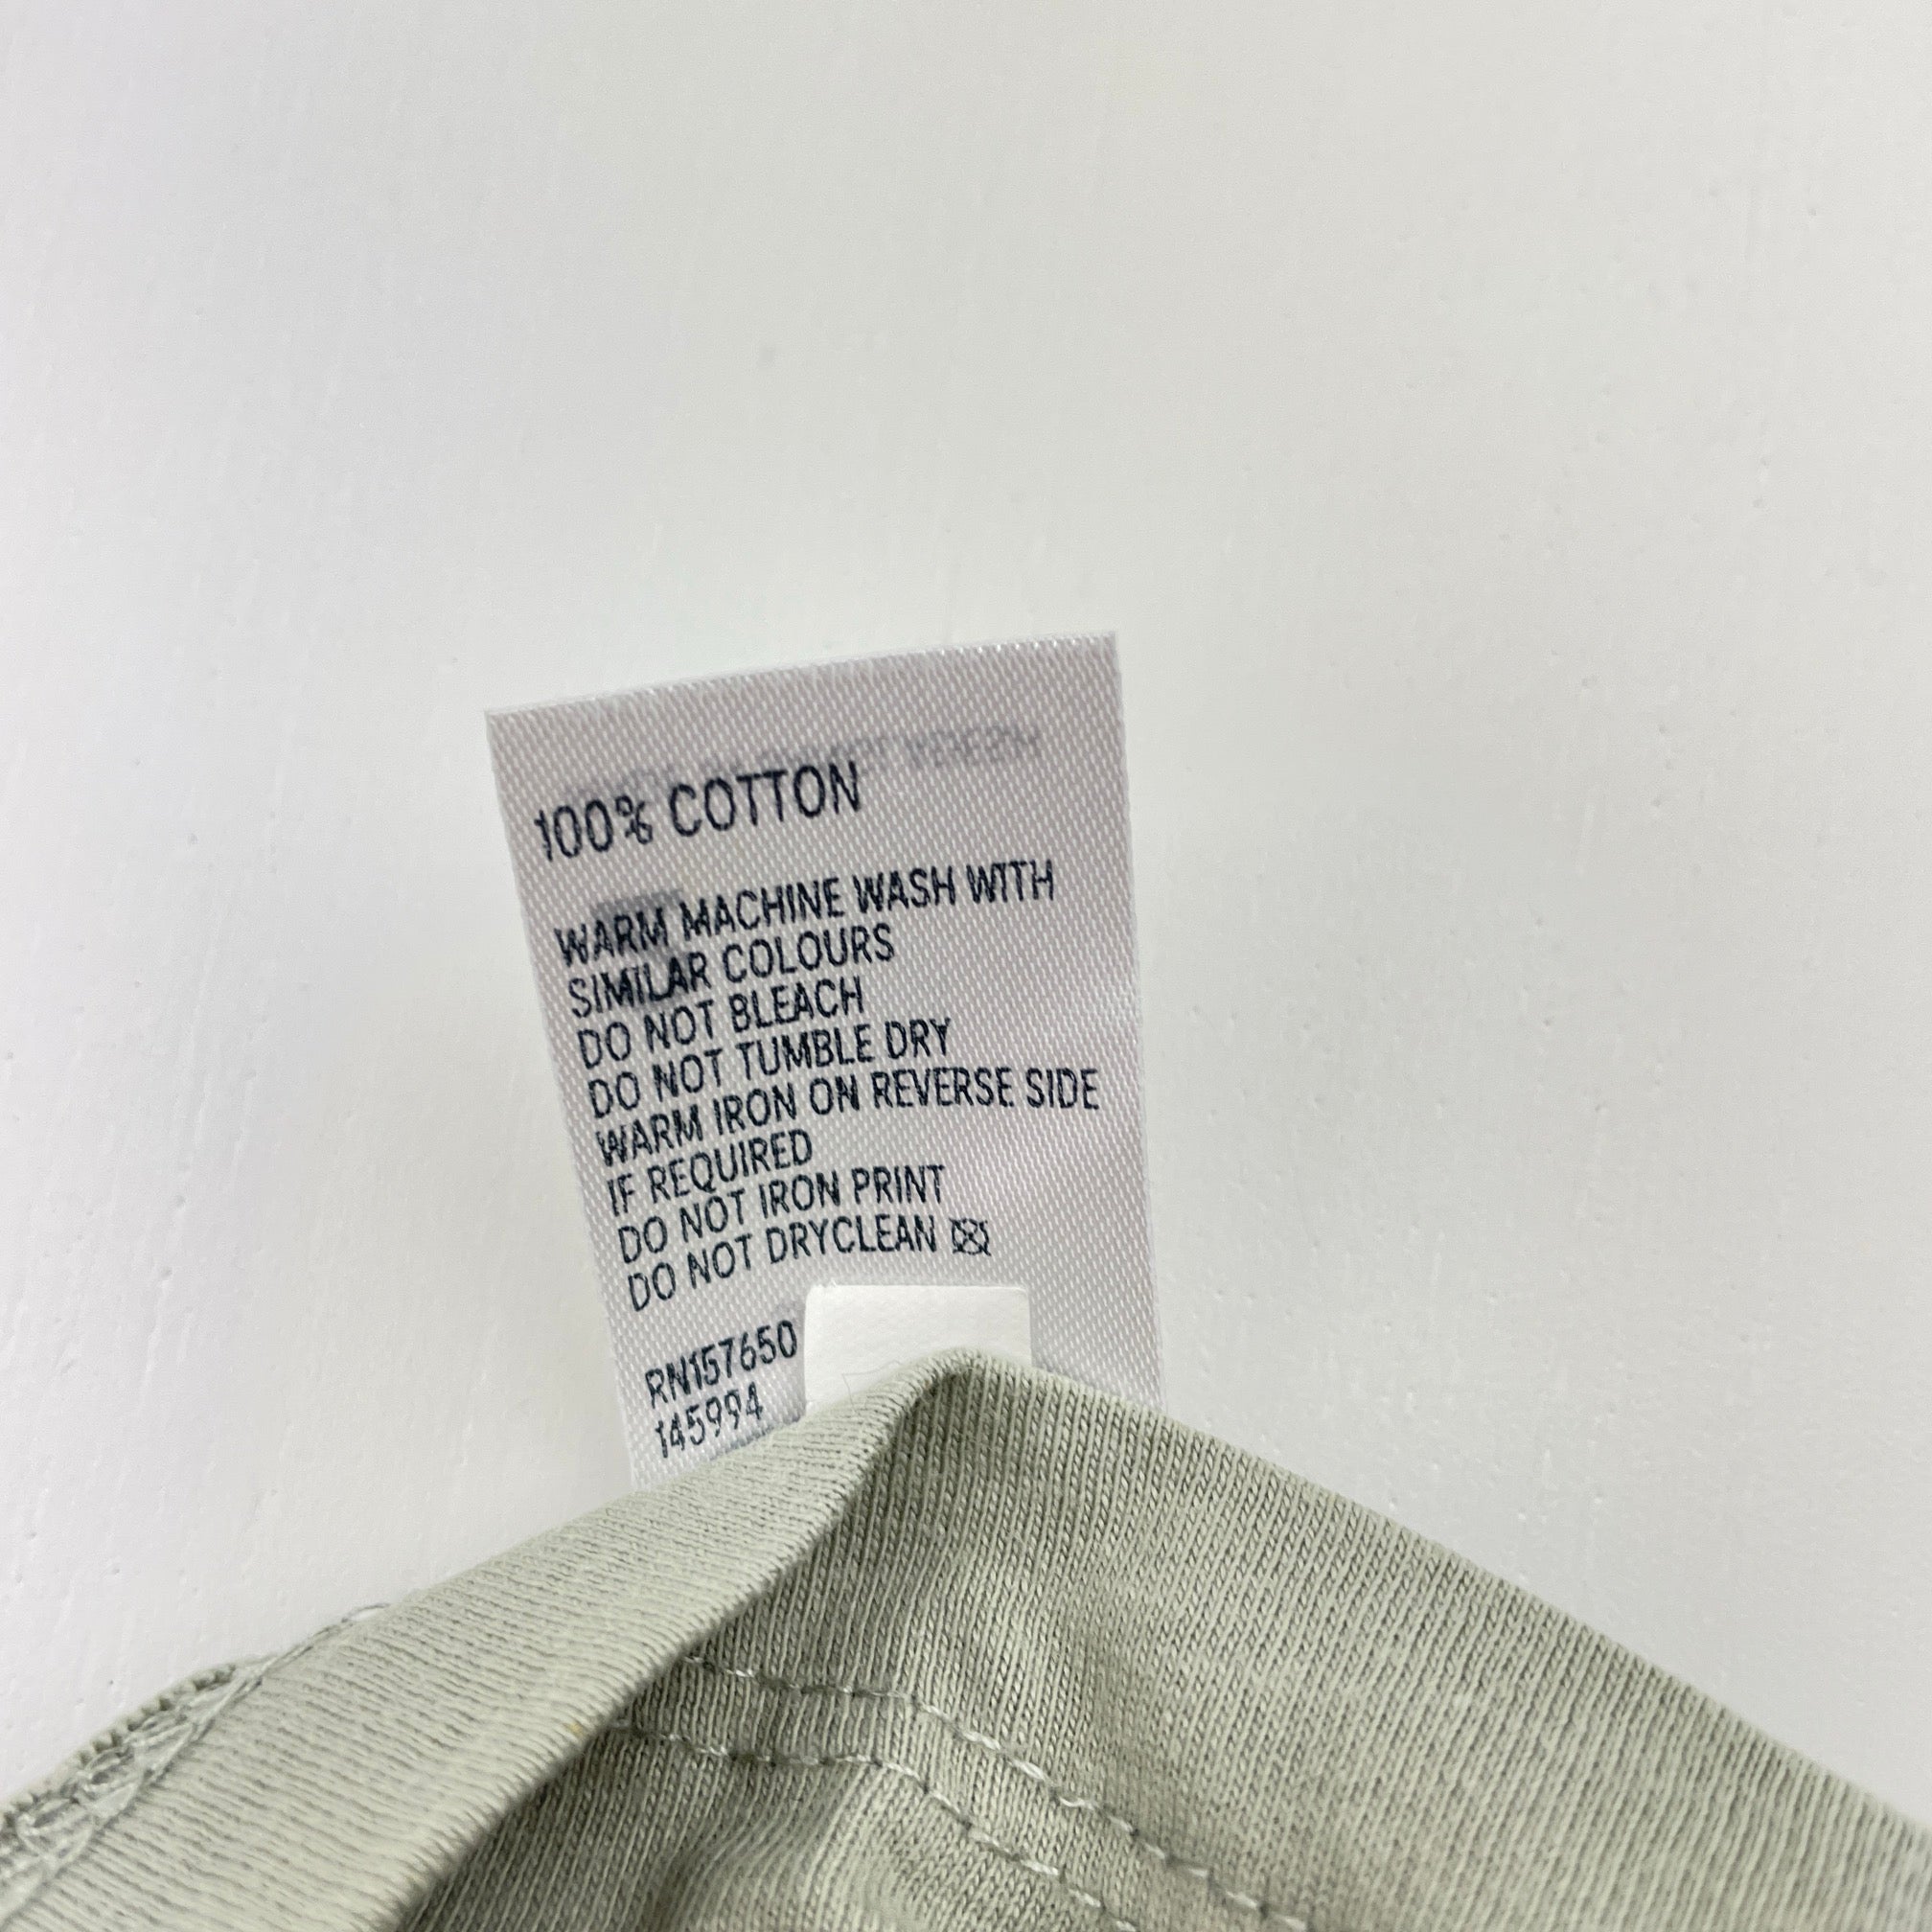 100% COTTON
WARM MACHINE WASH WITH
SIMILAR COLOURS
DO NOT BLEACH
DO NOT TUMBLE DRY
WARM IRON ON REVERSE SIDE
IF REQUIRED
DO NOT IRON PRINT
DO NOT DRYCLEAN
RN157650
145994